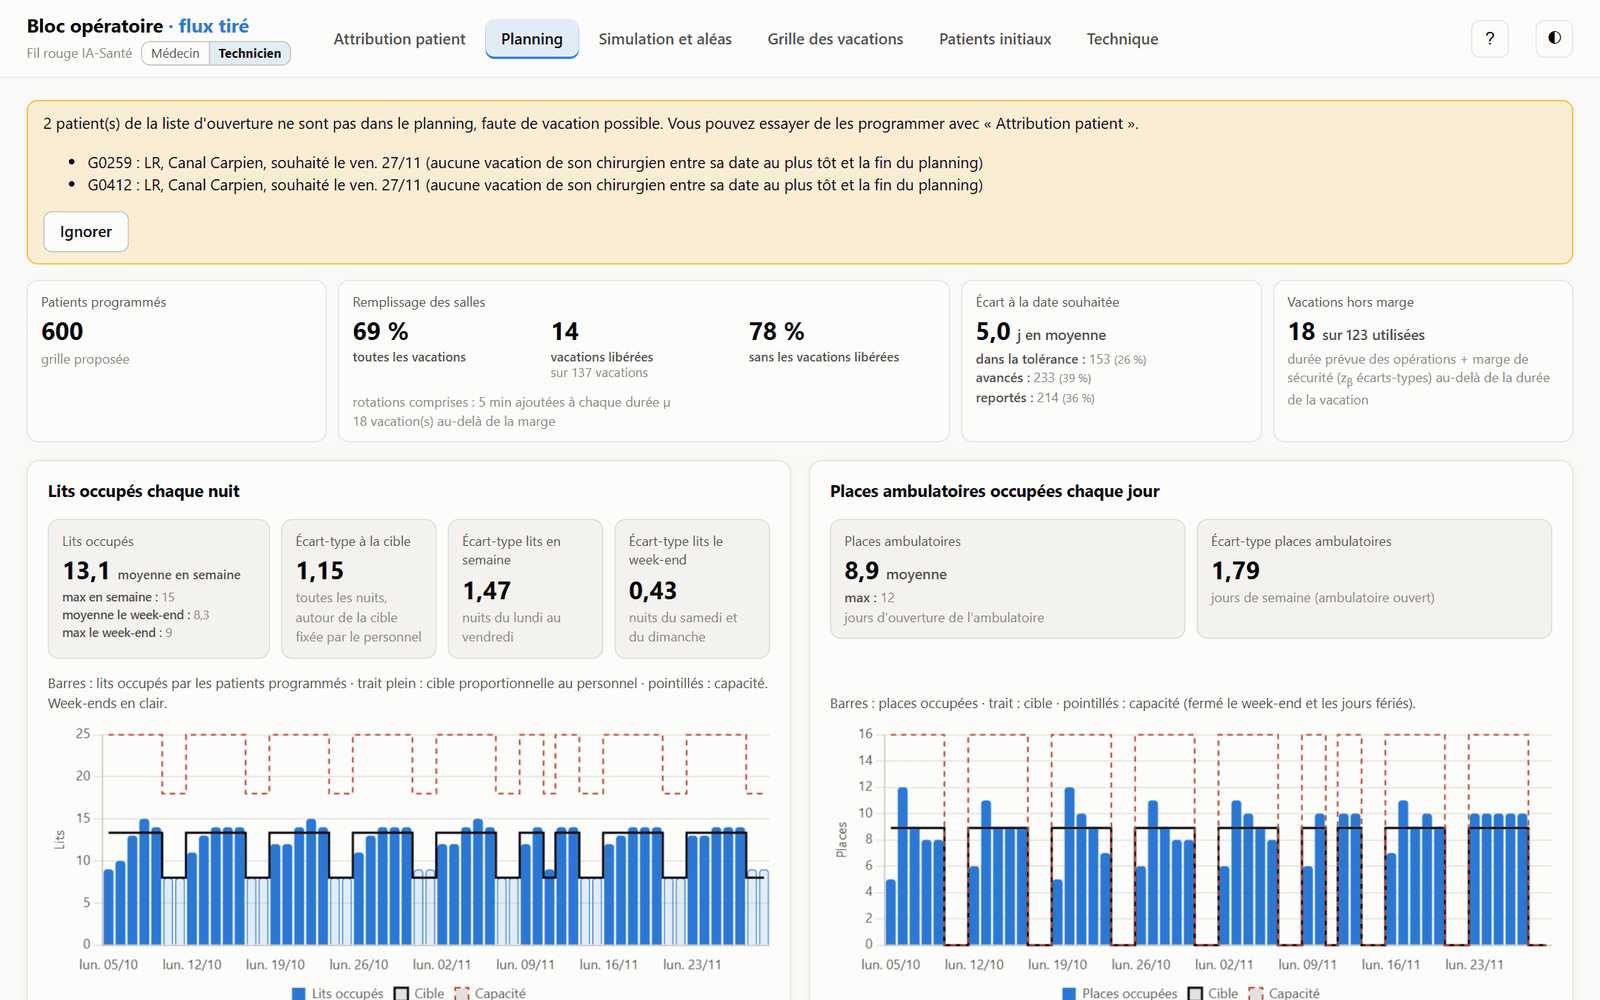 Bloc opératoire · flux tiré
Fil rouge IA-Santé Médecin Technicien
Attribution patient Planning Simulation et aléas Grille des vacations Patients initiaux Technique
?
2 patient(s) de la liste d'ouverture ne sont pas dans le planning, faute de vacation possible. Vous pouvez essayer de les programmer avec « Attribution patient ».
• G0259 : LR, Canal Carpien, souhaité le ven. 27/11 (aucune vacation de son chirurgien entre sa date au plus tôt et la fin du planning)
• G0412 : LR, Canal Carpien, souhaité le ven. 27/11 (aucune vacation de son chirurgien entre sa date au plus tôt et la fin du planning)
Ignorer
Patients programmés
600
grille proposée
Remplissage des salles
69 % 14 78 %
toutes les vacations vacations libérées sans les vacations libérées
sur 137 vacations
rotations comprises : 5 min ajoutées à chaque durée µ
18 vacation(s) au-delà de la marge
Écart à la date souhaitée
5,0 j en moyenne
dans la tolérance : 153 (26 %)
avancés : 233 (39 %)
reportés : 214 (36 %)
Vacations hors marge
18 sur 123 utilisées
durée prévue des opérations + marge de
sécurité (zβ écarts-types) au-delà de la durée
de la vacation
Lits occupés chaque nuit
Lits occupés
13,1 moyenne en semaine
max en semaine : 15
moyenne le week-end : 8,3
max le week-end : 9
Écart-type à la cible
1,15
toutes les nuits,
autour de la cible
fixée par le personnel
Écart-type lits en
semaine
1,47
nuits du lundi au
vendredi
Écart-type lits le
week-end
0,43
nuits du samedi et
du dimanche
Barres : lits occupés par les patients programmés · trait plein : cible proportionnelle au personnel · pointillés : capacité.
Week-ends en clair.
25
20
15
10
5
0
Lits
lun. 05/10 lun. 12/10 lun. 19/10 lun. 26/10 lun. 02/11 lun. 09/11 lun. 16/11 lun. 23/11
Lits occupés Cible Capacité
Places ambulatoires occupées chaque jour
Places ambulatoires
8,9 moyenne
max : 12
jours d'ouverture de l'ambulatoire
Écart-type places ambulatoires
1,79
jours de semaine (ambulatoire ouvert)
Barres : places occupées · trait : cible · pointillés : capacité (fermé le week-end et les jours fériés).
16
14
12
10
8
6
4
2
0
Places
lun. 05/10 lun. 12/10 lun. 19/10 lun. 26/10 lun. 02/11 lun. 09/11 lun. 16/11 lun. 23/11
Places occupées Cible Capacité